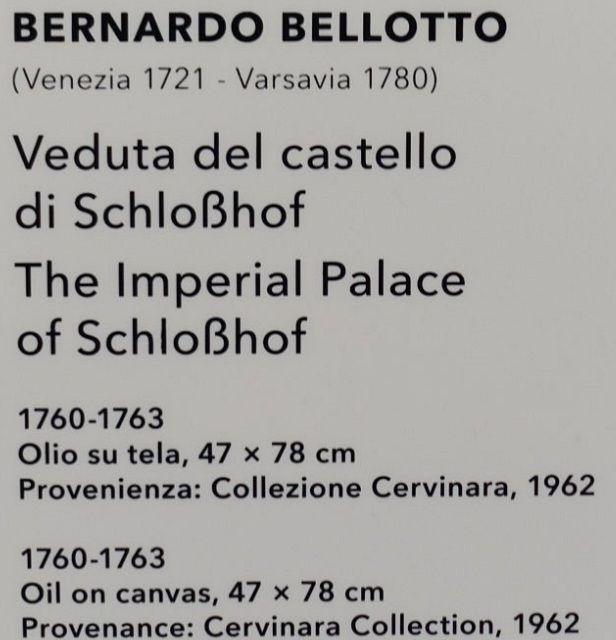 BERNARDO BELLOTTO
(Venezia 1721 - Varsavia 1780)
Veduta del castello
di Schloßhof
The Imperial Palace
of Schloßhof
1760-1763
Olio su tela, 47 × 78 cm
Provenienza: Collezione Cervinara, 1962
1760-1763
Oil on canvas, 47 × 78 cm
Provenance: Cervinara Collection, 1962